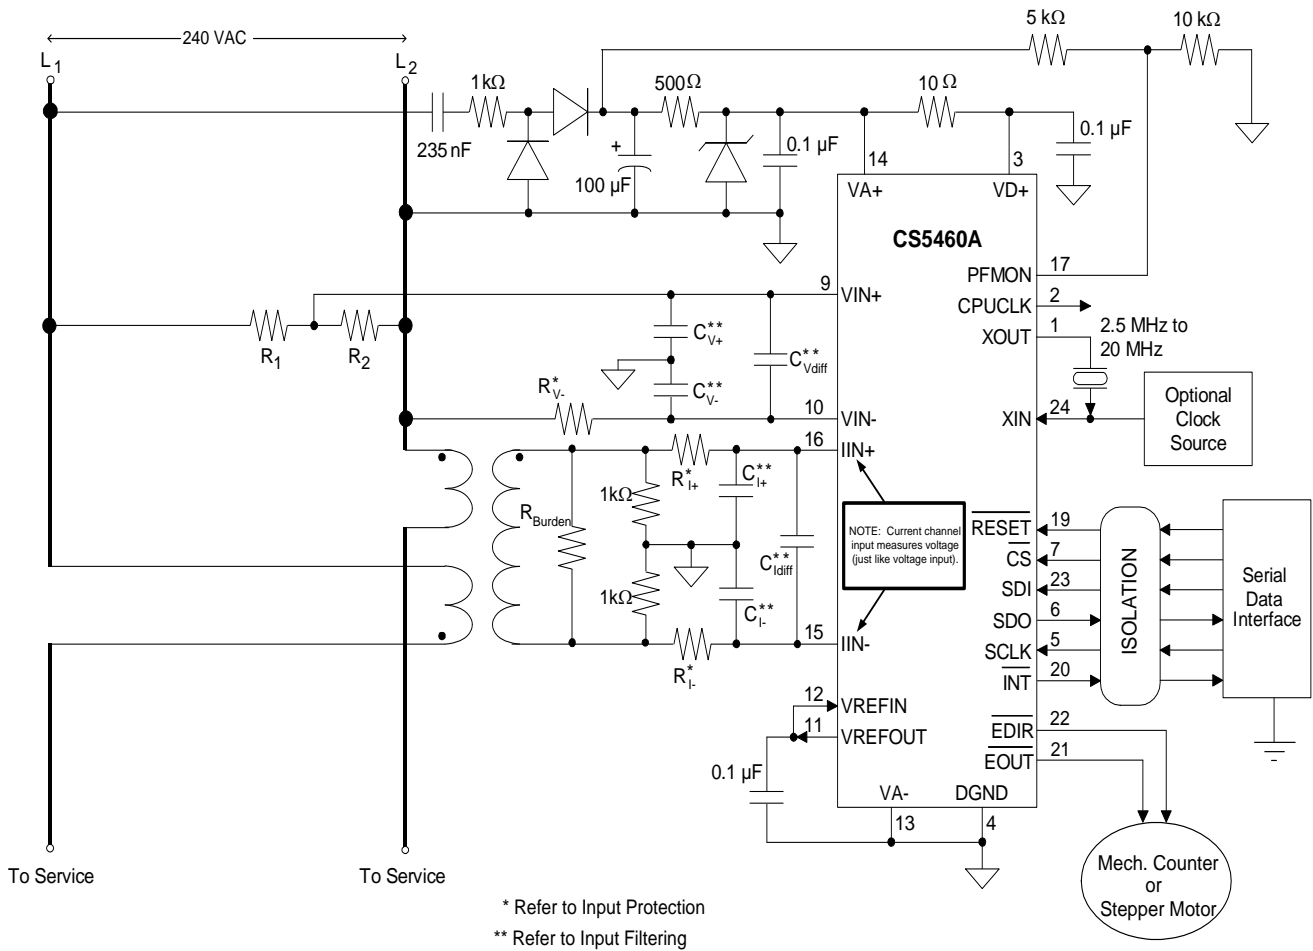 5 kΩ
10 kΩ
240 VAC
L1
L2
1kΩ
500Ω
10Ω
235 nF
+
100 µF
0.1 µF
0.1 µF
14
3
VA+
VD+
CS5460A
PFMON
17
9
VIN+
CPUCLK
2
XOUT
1
2.5 MHz to
20 MHz
R1
R2
CV+**
CVdiff**
CV-**
RV-*
10
VIN-
XIN
24
Optional
Clock
Source
16
IIN+
RI+*
CI+**
1kΩ
RBurden
CIdiff**
NOTE: Current channel
input measures voltage
(just like voltage input).
1kΩ
CI-**
RI-*
15
IIN-
RESET
19
CS
7
SDI
23
SDO
6
SCLK
5
INT
20
ISOLATION
Serial
Data
Interface
12
VREFIN
11
VREFOUT
EDIR
22
EOUT
21
0.1 µF
VA-
DGND
13
4
To Service
To Service
Mech. Counter
or
Stepper Motor
* Refer to Input Protection
** Refer to Input Filtering